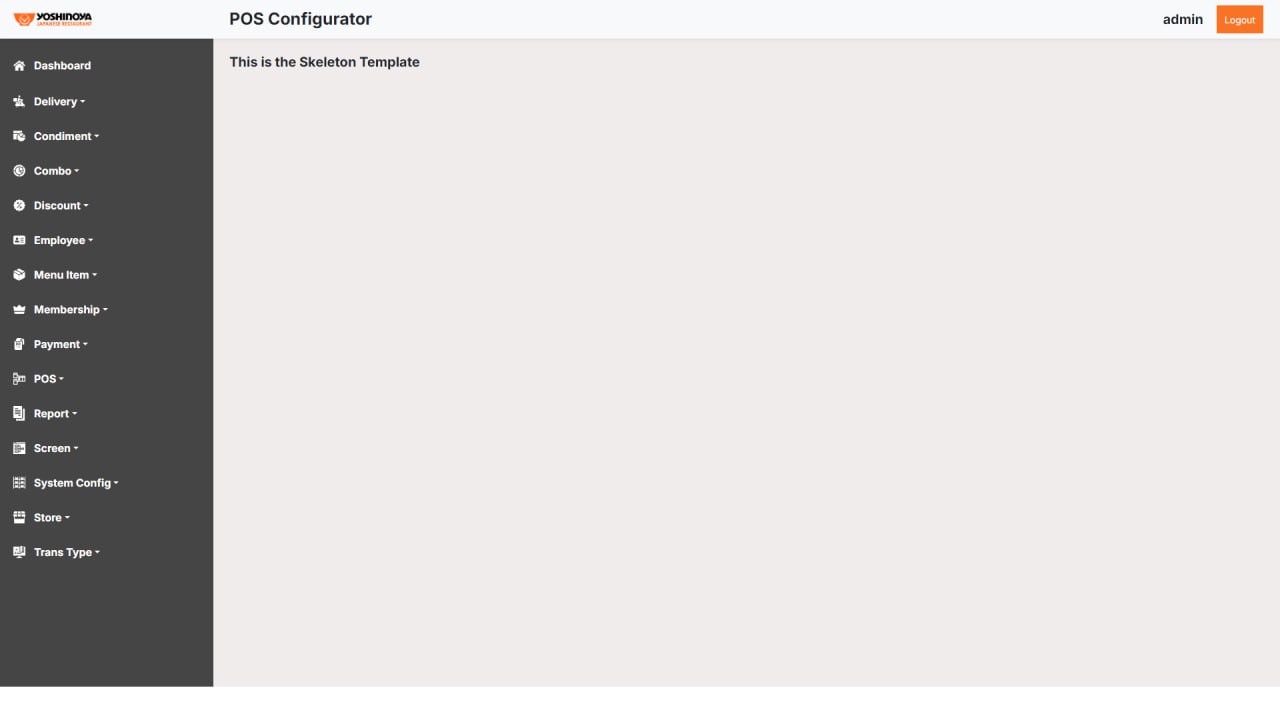 YOSHINOYA
JAPANESE RESTAURANT
POS Configurator
admin
Logout
Dashboard
Delivery
Condiment
Combo
Discount
Employee
Menu Item
Membership
Payment
POS
Report
Screen
System Config
Store
Trans Type
This is the Skeleton Template